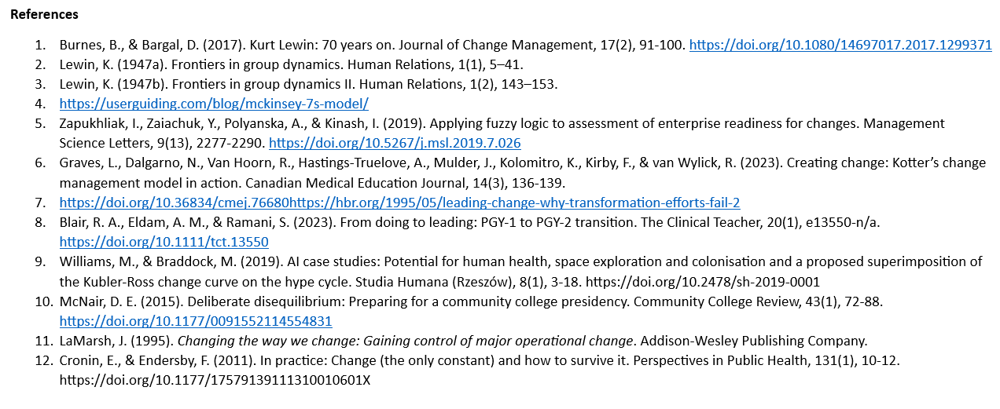 References
1. Burnes, B., & Bargal, D. (2017). Kurt Lewin: 70 years on. Journal of Change Management, 17(2), 91-100. https://doi.org/10.1080/14697017.2017.1299371
2. Lewin, K. (1947a). Frontiers in group dynamics. Human Relations, 1(1), 5–41.
3. Lewin, K. (1947b). Frontiers in group dynamics II. Human Relations, 1(2), 143–153.
4. https://userguiding.com/blog/mckinsey-7s-model/
5. Zapukhliak, I., Zaiachuk, Y., Polyanska, A., & Kinash, I. (2019). Applying fuzzy logic to assessment of enterprise readiness for changes. Management
Science Letters, 9(13), 2277-2290. https://doi.org/10.5267/j.msl.2019.7.026
6. Graves, L., Dalgarno, N., Van Hoorn, R., Hastings-Truelove, A., Mulder, J., Kolomitro, K., Kirby, F., & van Wylick, R. (2023). Creating change: Kotter’s change
management model in action. Canadian Medical Education Journal, 14(3), 136-139.
7. https://doi.org/10.36834/cmej.76680https://hbr.org/1995/05/leading-change-why-transformation-efforts-fail-2
8. Blair, R. A., Eldam, A. M., & Ramani, S. (2023). From doing to leading: PGY-1 to PGY-2 transition. The Clinical Teacher, 20(1), e13550-n/a.
https://doi.org/10.1111/tct.13550
9. Williams, M., & Braddock, M. (2019). AI case studies: Potential for human health, space exploration and colonisation and a proposed superimposition of
the Kubler-Ross change curve on the hype cycle. Studia Humana (Rzeszów), 8(1), 3-18. https://doi.org/10.2478/sh-2019-0001
10. McNair, D. E. (2015). Deliberate disequilibrium: Preparing for a community college presidency. Community College Review, 43(1), 72-88.
https://doi.org/10.1177/0091552114554831
11. LaMarsh, J. (1995). Changing the way we change: Gaining control of major operational change. Addison-Wesley Publishing Company.
12. Cronin, E., & Endersby, F. (2011). In practice: Change (the only constant) and how to survive it. Perspectives in Public Health, 131(1), 10-12.
https://doi.org/10.1177/17579139111310010601X